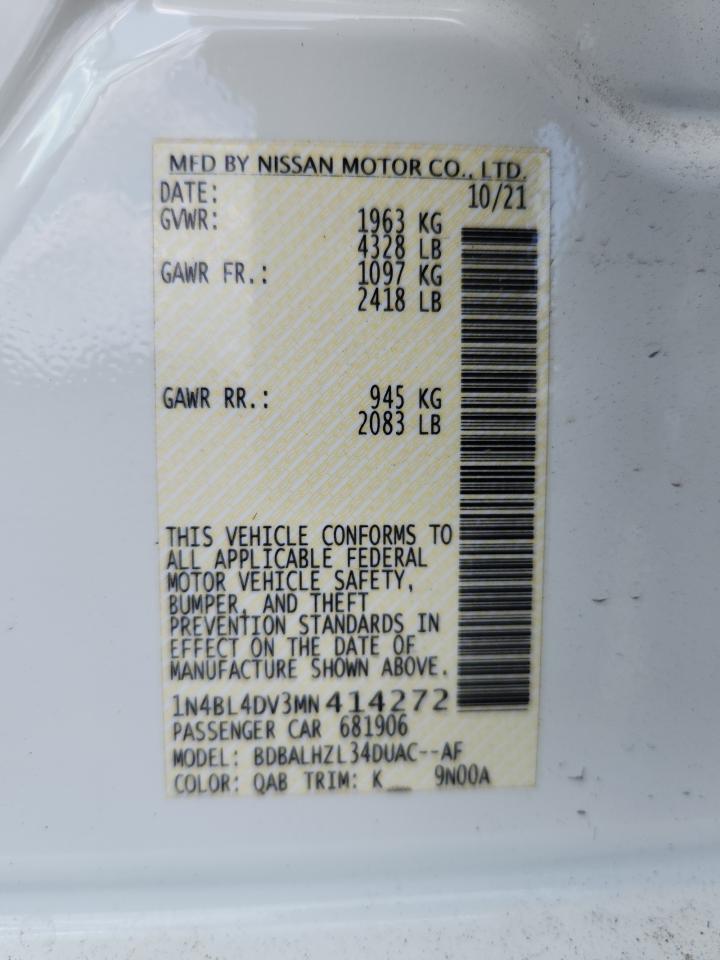 MFD BY NISSAN MOTOR CO., LTD.
DATE: 10/21
GVWR: 1963 KG
4328 LB
GAWR FR.: 1097 KG
2418 LB
GAWR RR.: 945 KG
2083 LB
THIS VEHICLE CONFORMS TO
ALL APPLICABLE FEDERAL
MOTOR VEHICLE SAFETY,
BUMPER, AND THEFT
PREVENTION STANDARDS IN
EFFECT ON THE DATE OF
MANUFACTURE SHOWN ABOVE.
1N4BL4DV3MN414272
PASSENGER CAR 681906
MODEL: BDBALHZL34DUAC--AF
COLOR: QAB TRIM: K__ 9N00A